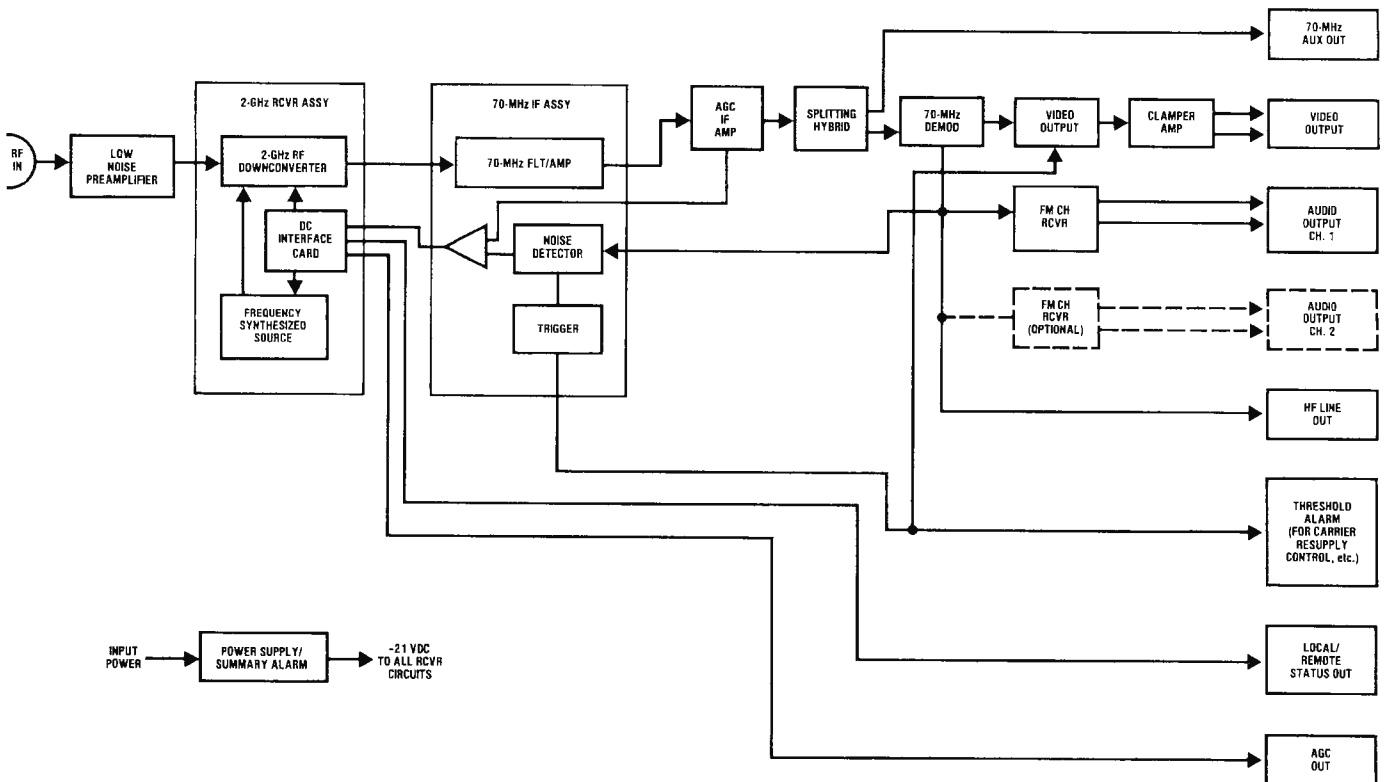 70-MHz
AUX OUT
2-GHz RCVR ASSY
70-MHz IF ASSY
AGC
IF
AMP
SPLITTING
HYBRID
70-MHz
DEMOD
VIDEO
OUTPUT
CLAMPER
AMP
VIDEO
OUTPUT
RF
IN
LOW
NOISE
PREAMPLIFIER
2-GHz RF
DOWNCONVERTER
70-MHz FLT/AMP
DC
INTERFACE
CARD
NOISE
DETECTOR
FM CH
RCVR
AUDIO
OUTPUT
CH. 1
FREQUENCY
SYNTHESIZED
SOURCE
TRIGGER
FM CH
RCVR
(OPTIONAL)
AUDIO
OUTPUT
CH. 2
HF LINE
OUT
THRESHOLD
ALARM
(FOR CARRIER
RESUPPLY
CONTROL, etc.)
INPUT
POWER
POWER SUPPLY/
SUMMARY ALARM
-21 VDC
TO ALL RCVR
CIRCUITS
LOCAL/
REMOTE
STATUS OUT
AGC
OUT